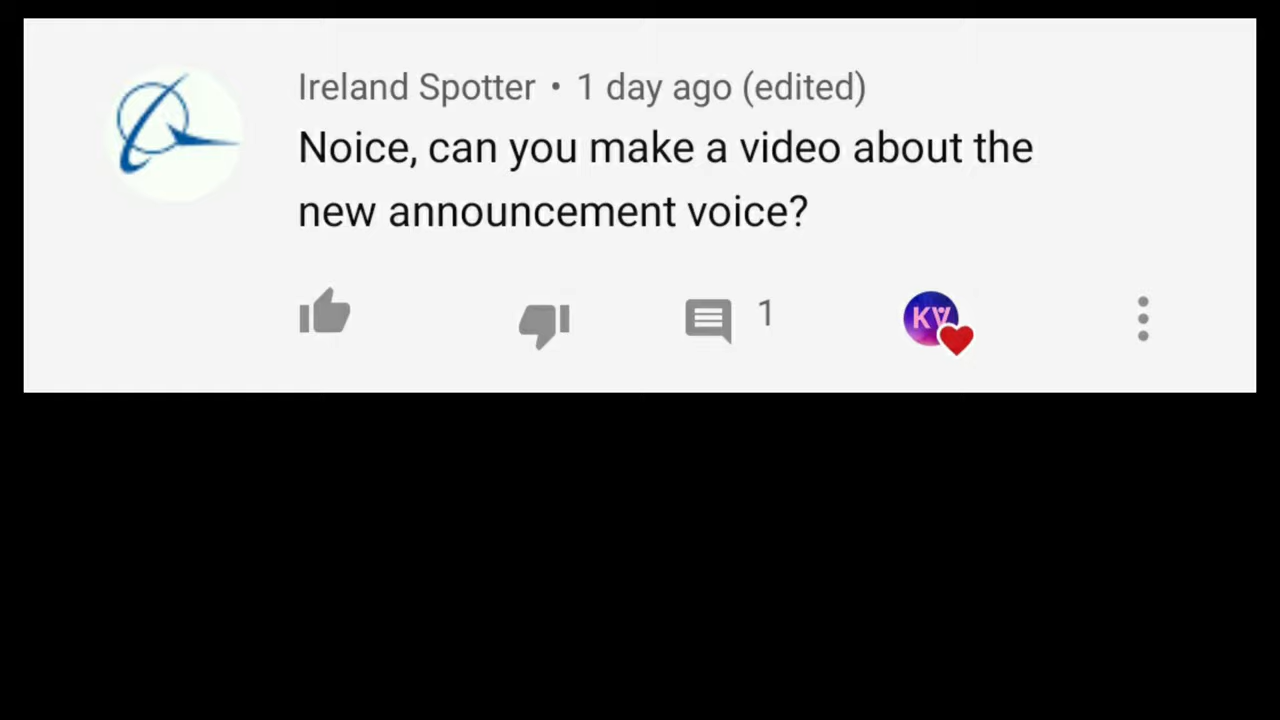 Ireland Spotter • 1 day ago (edited)
Noice, can you make a video about the
new announcement voice?
1
KV